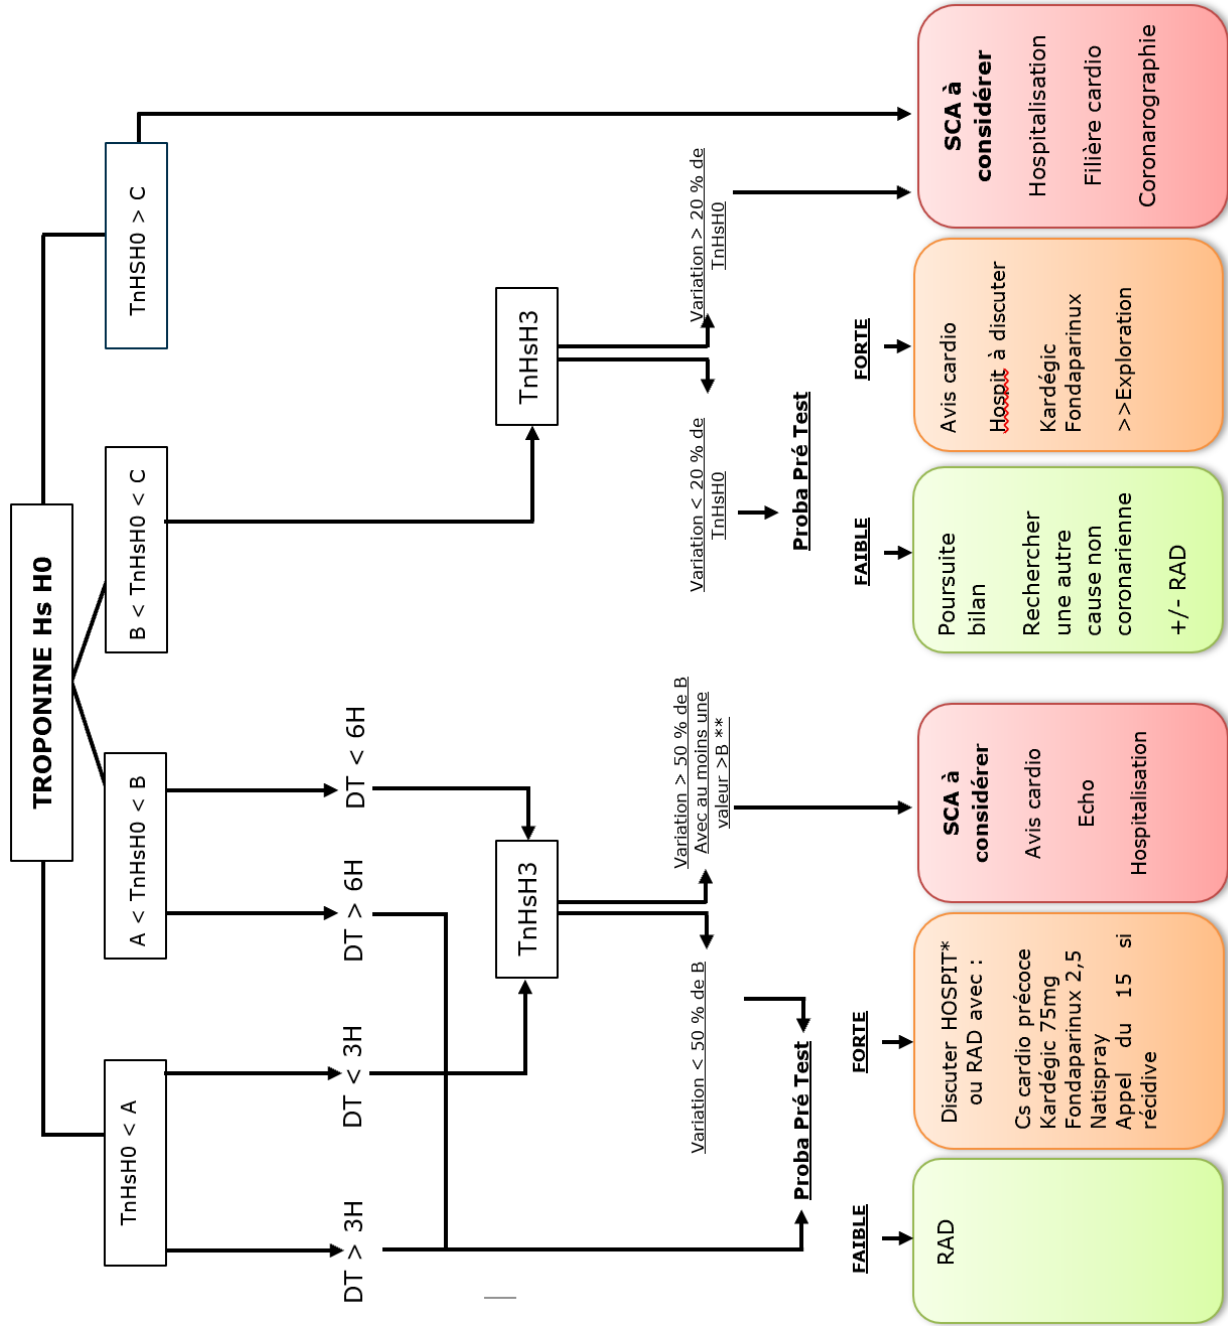 TROPONINE Hs H0
TnHsH0 < A
A < TnHsH0 < B
B < TnHsH0 < C
TnHSH0 > C
DT > 3H
DT < 3H
DT > 6H
DT < 6H
TnHsH3
TnHsH3
Variation < 50 % de B
Variation > 50 % de B
Avec au moins une
valeur >B **
Variation < 20 % de
TnHsH0
Variation > 20 % de
TnHsH0
Proba Pré Test
Proba Pré Test
FAIBLE
FORTE
FAIBLE
FORTE
RAD
Discuter HOSPIT*
ou RAD avec :
Cs cardio précoce
Kardégic 75mg
Fondaparinux 2,5
Natispray
Appel du 15 si
récidive
SCA à
considérer
Avis cardio
Echo
Hospitalisation
Poursuite
bilan
Rechercher
une autre
cause non
coronarienne
+/- RAD
Avis cardio
Hospit à discuter
Kardégic
Fondaparinux
>>Exploration
SCA à
considérer
Hospitalisation
Filière cardio
Coronarographie